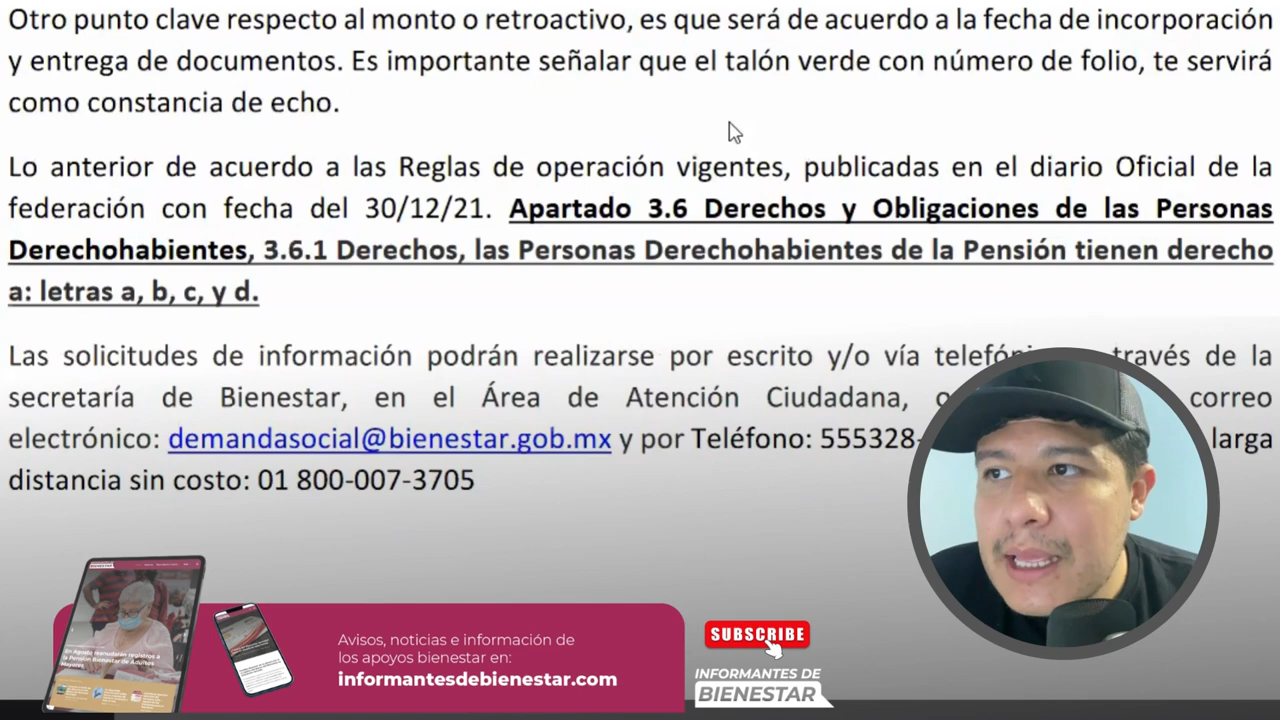 Otro punto clave respecto al monto o retroactivo, es que será de acuerdo a la fecha de incorporación
y entrega de documentos. Es importante señalar que el talón verde con número de folio, te servirá
como constancia de echo.
Lo anterior de acuerdo a las Reglas de operación vigentes, publicadas en el diario Oficial de la
federación con fecha del 30/12/21. Apartado 3.6 Derechos y Obligaciones de las Personas
Derechohabientes, 3.6.1 Derechos, las Personas Derechohabientes de la Pensión tienen derecho
a: letras a, b, c, y d.
Las solicitudes de información podrán realizarse por escrito y/o vía través de la
secretaría de Bienestar, en el Área de Atención Ciudadana, correo
electrónico: demandasocial@bienestar.gob.mx y por Teléfono: 555328- larga
distancia sin costo: 01 800-007-3705
Avisos, noticias e información de
los apoyos bienestar en:
informantesdebienestar.com
SUBSCRIBE
INFORMANTES DE
BIENESTAR